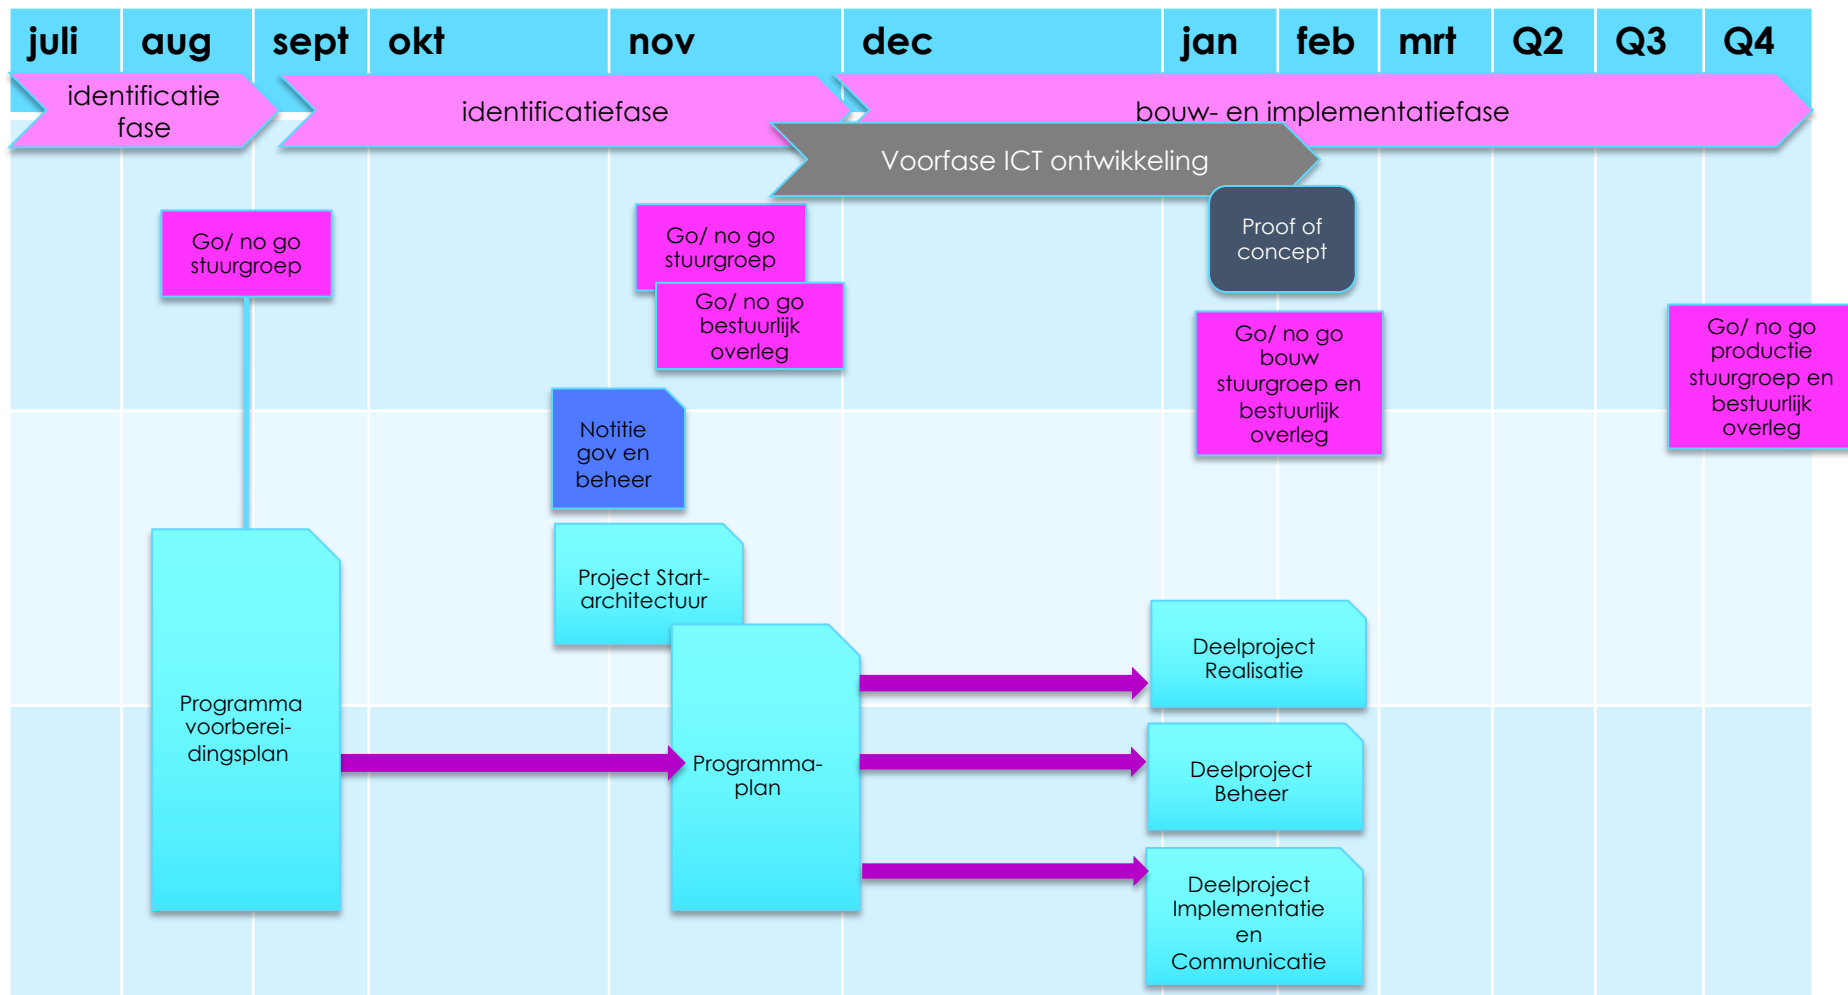 juli aug sept okt nov dec jan feb mrt Q2 Q3 Q4
identificatie
fase
identificatiefase
bouw- en implementatiefase
Voorfase ICT ontwikkeling
Go/ no go
stuurgroep
Go/ no go
stuurgroep
Go/ no go
bestuurlijk
overleg
Proof of
concept
Go/ no go
bouw
stuurgroep en
bestuurlijk
overleg
Go/ no go
productie
stuurgroep en
bestuurlijk
overleg
Notitie
gov en
beheer
Project Start-
architectuur
Programma
voorberei-
dingsplan
Programma-
plan
Deelproject
Realisatie
Deelproject
Beheer
Deelproject
Implementatie
en
Communicatie